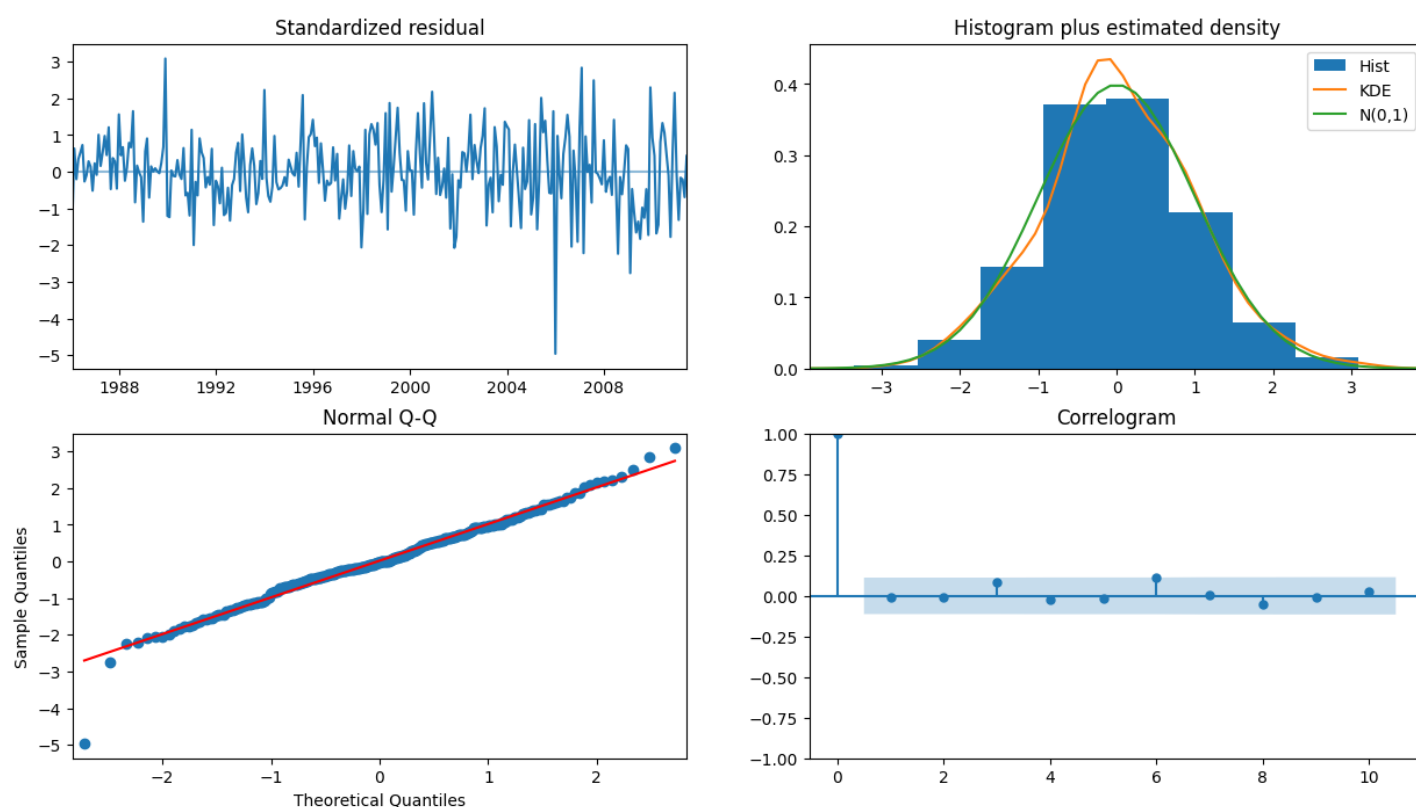 Standardized residual
3
2
1
0
−1
−2
−3
−4
−5
1988 1992 1996 2000 2004 2008
Histogram plus estimated density
Hist
KDE
N(0,1)
0.4
0.3
0.2
0.1
0.0
−3 −2 −1 0 1 2 3
Normal Q-Q
Sample Quantiles
3
2
1
0
−1
−2
−3
−4
−5
−2 −1 0 1 2
Theoretical Quantiles
Correlogram
1.00
0.75
0.50
0.25
0.00
−0.25
−0.50
−0.75
−1.00
0 2 4 6 8 10